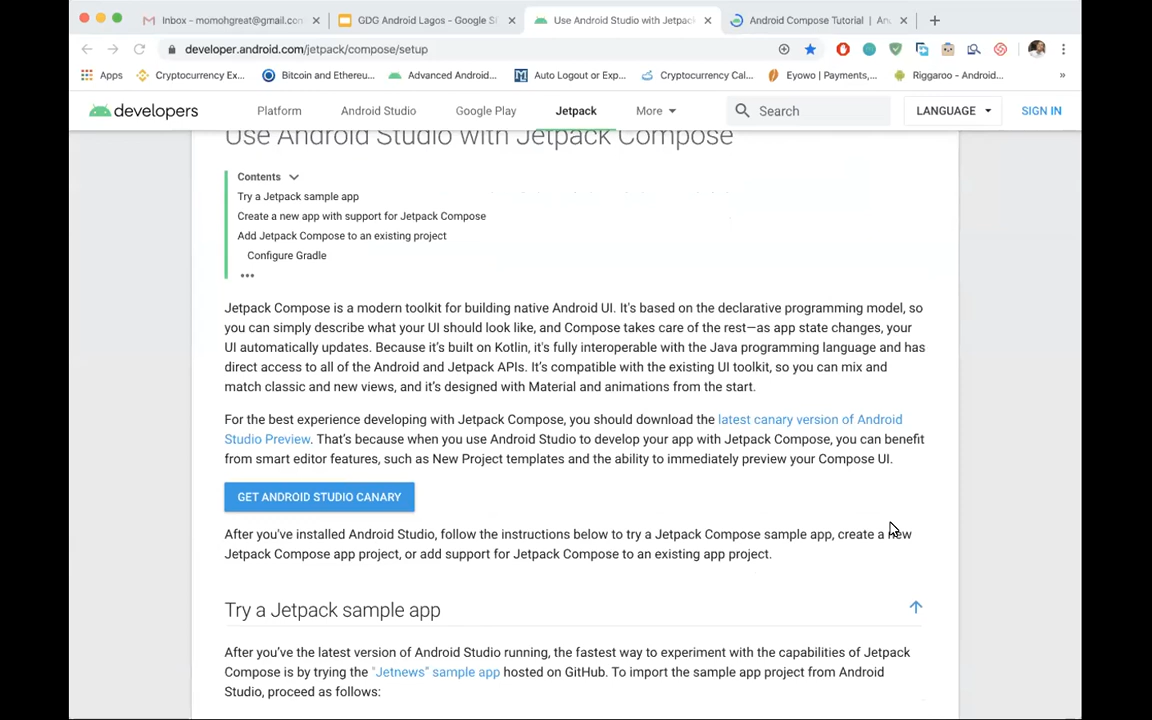 Inbox - momohgreat@gmail.con
GDG Android Lagos - Google Sl
Use Android Studio with Jetpac
Android Compose Tutorial | An
developer.android.com/jetpack/compose/setup
Apps
Cryptocurrency Ex...
Bitcoin and Ethereu...
Advanced Android...
Auto Logout or Exp...
Cryptocurrency Cal...
Eyowo | Payments,...
Riggaroo - Android...
»
developers
Platform
Android Studio
Google Play
Jetpack
More
Search
LANGUAGE
SIGN IN
Use Android Studio with Jetpack Compose
Contents
Try a Jetpack sample app
Create a new app with support for Jetpack Compose
Add Jetpack Compose to an existing project
Configure Gradle
•••
Jetpack Compose is a modern toolkit for building native Android UI. It's based on the declarative programming model, so
you can simply describe what your UI should look like, and Compose takes care of the rest—as app state changes, your
UI automatically updates. Because it's built on Kotlin, it's fully interoperable with the Java programming language and has
direct access to all of the Android and Jetpack APIs. It's compatible with the existing UI toolkit, so you can mix and
match classic and new views, and it's designed with Material and animations from the start.
For the best experience developing with Jetpack Compose, you should download the latest canary version of Android
Studio Preview. That's because when you use Android Studio to develop your app with Jetpack Compose, you can benefit
from smart editor features, such as New Project templates and the ability to immediately preview your Compose UI.
GET ANDROID STUDIO CANARY
After you've installed Android Studio, follow the instructions below to try a Jetpack Compose sample app, create a new
Jetpack Compose app project, or add support for Jetpack Compose to an existing app project.
Try a Jetpack sample app
After you've the latest version of Android Studio running, the fastest way to experiment with the capabilities of Jetpack
Compose is by trying the "Jetnews" sample app hosted on GitHub. To import the sample app project from Android
Studio, proceed as follows: